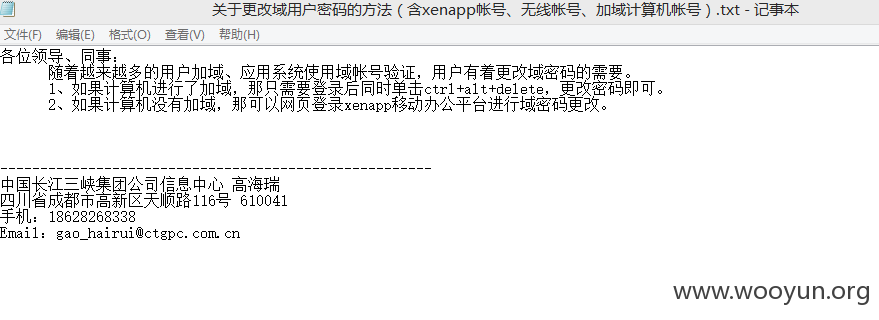 关于更改域用户密码的方法（含xenapp帐号、无线帐号、加域计算机帐号）.txt - 记事本
文件(F) 编辑(E) 格式(O) 查看(V) 帮助(H)
各位领导、同事：
随着越来越多的用户加域、应用系统使用域帐号验证，用户有着更改域密码的需要。
1、如果计算机进行了加域，那只需要登录后同时单击ctrl+alt+delete，更改密码即可。
2、如果计算机没有加域，那可以网页登录xenapp移动办公平台进行域密码更改。
------------------------------------------------------
中国长江三峡集团公司信息中心 高海瑞
四川省成都市高新区天顺路116号 610041
手机：18628268338
Email：gao_hairui@ctgpc.com.cn
www.wooyun.org